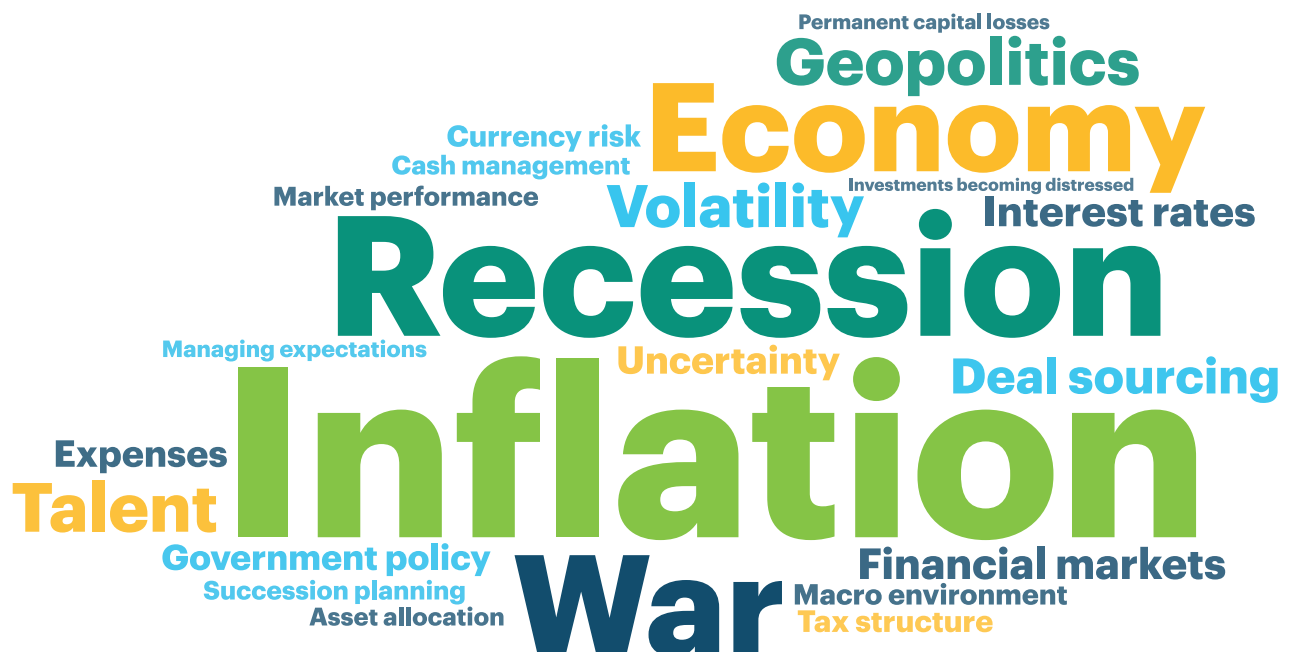 Permanent capital losses
Geopolitics
Economy
Currency risk
Cash management
Investments becoming distressed
Market performance
Volatility
Interest rates
Recession
Managing expectations
Uncertainty
Deal sourcing
Inflation
Expenses
Talent
Government policy
War
Financial markets
Succession planning
Macro environment
Asset allocation
Tax structure